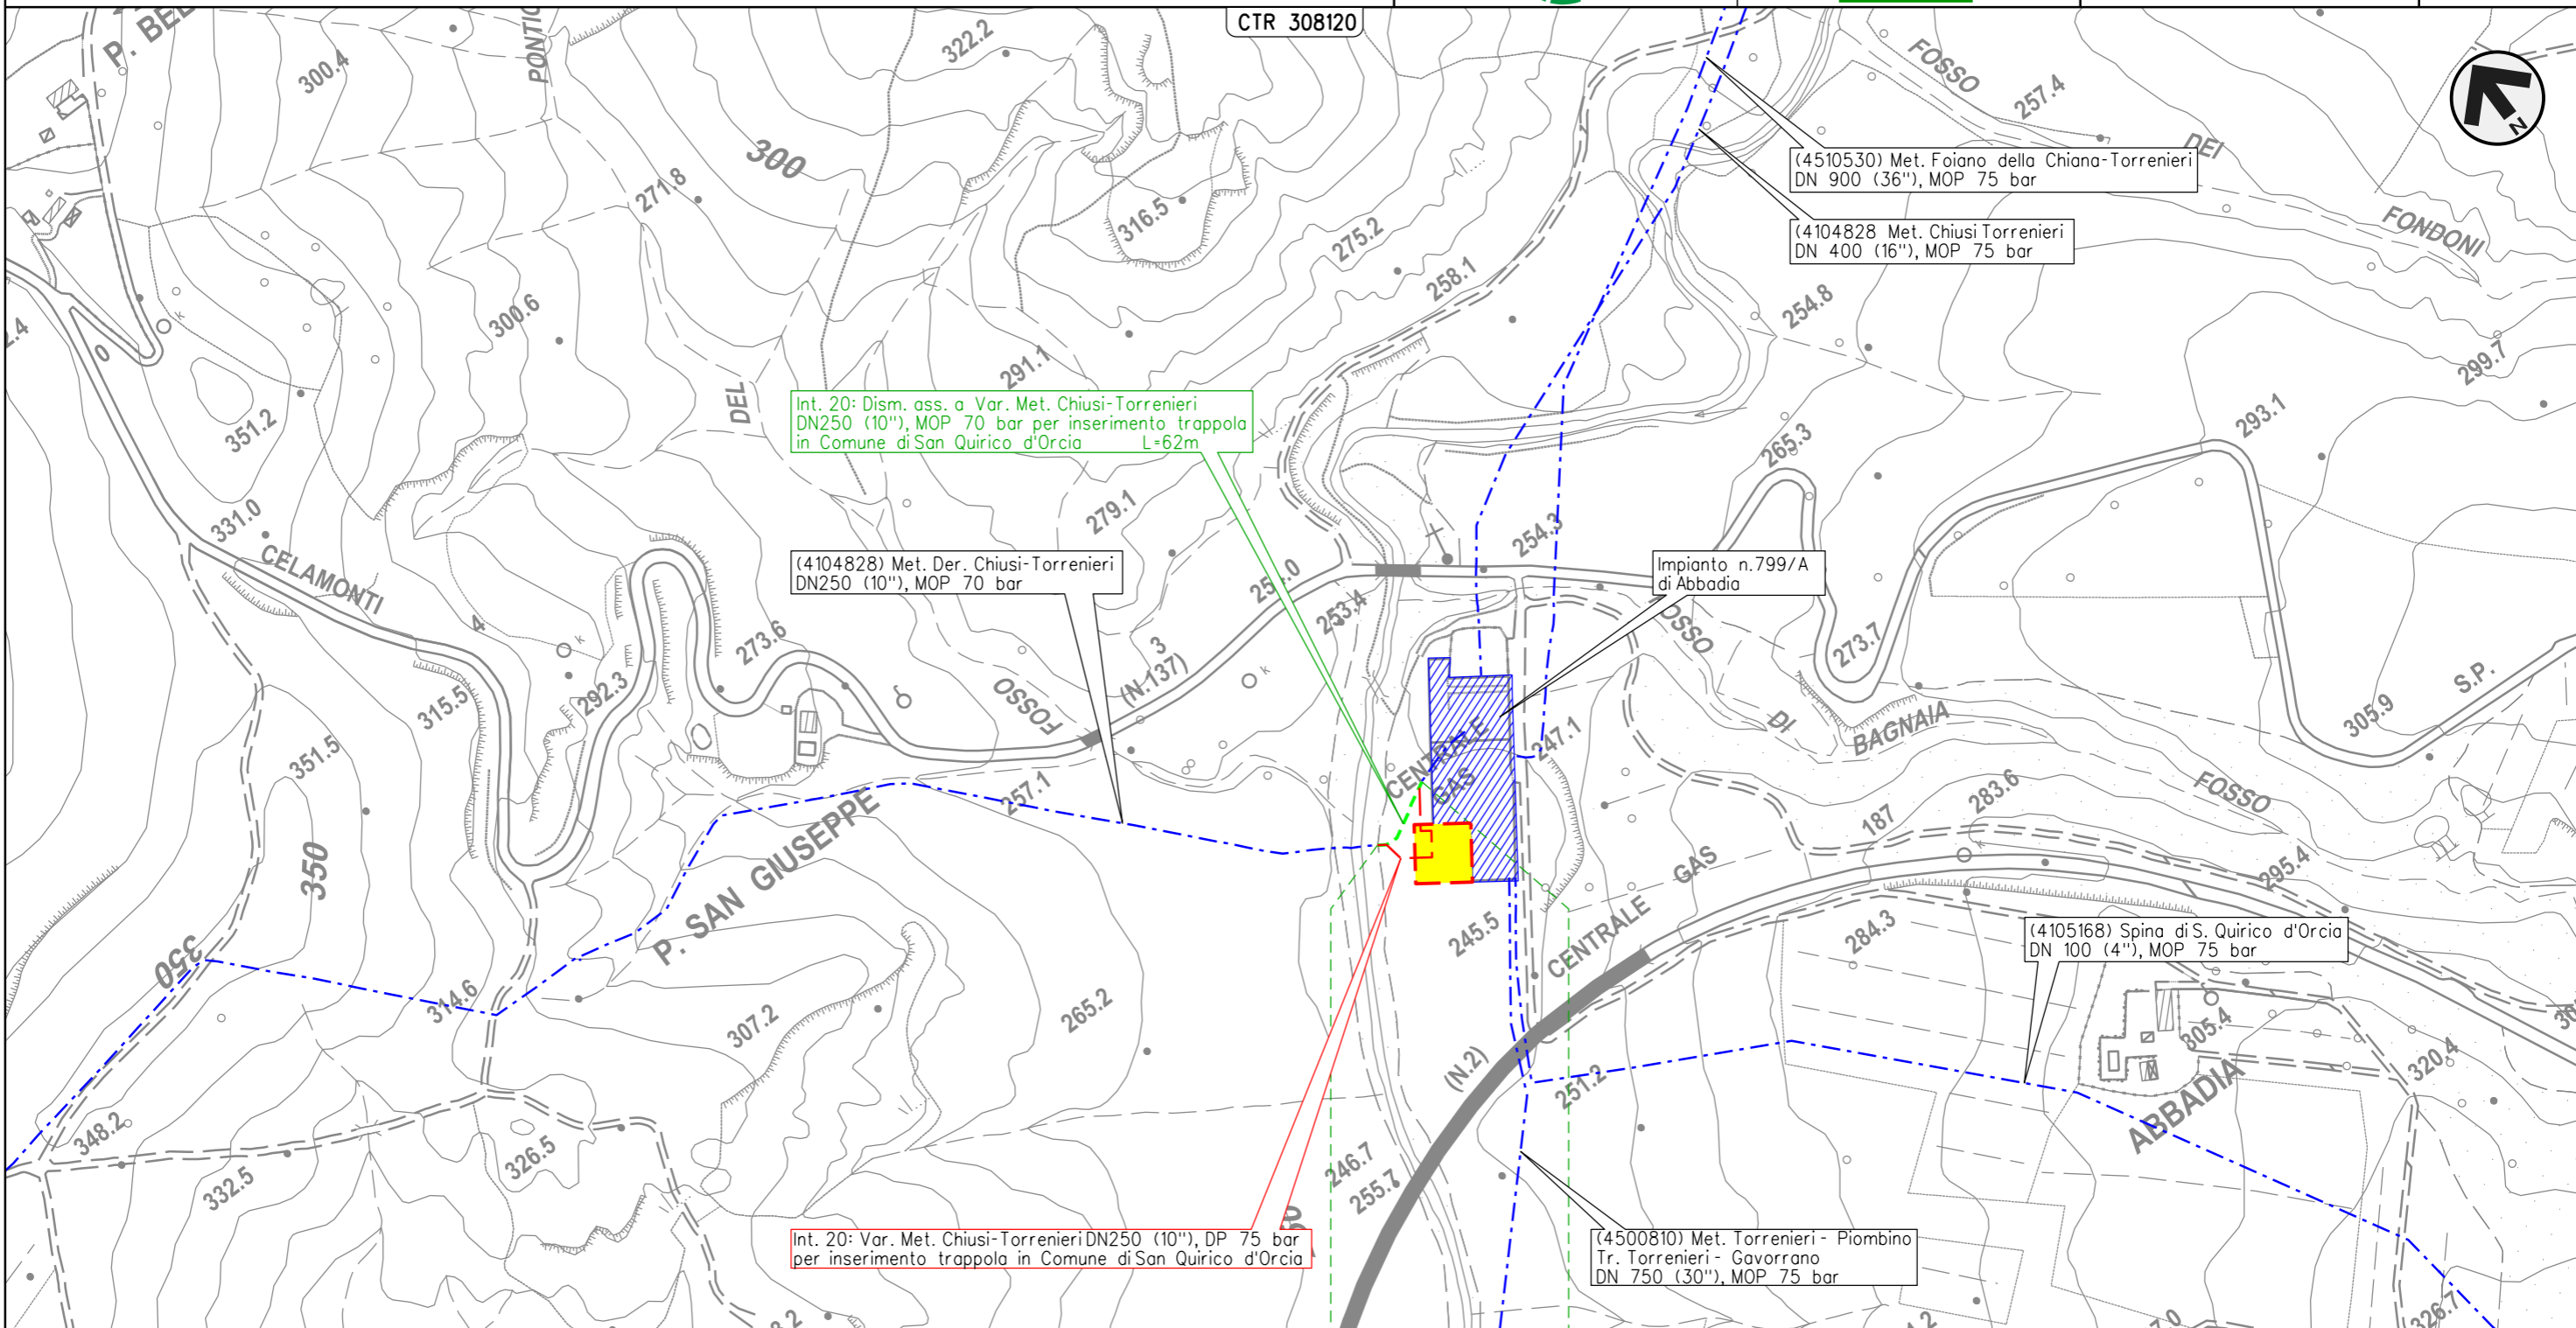 CTR 308120
P. BEL
PONTIC
300.4
322.2
300
271.8
316.5
275.2
258.1
FOSSO
257.4
DEI
FONDONI
N
(4510530) Met. Foiano della Chiana-Torrenieri
DN 900 (36"), MOP 75 bar
(4104828 Met. Chiusi Torrenieri
DN 400 (16"), MOP 75 bar
254.8
299.7
2.4
0
k
300.6
291.1
DEL
351.2
Int. 20: Dism. ass. a Var. Met. Chiusi-Torrenieri
DN250 (10"), MOP 70 bar per inserimento trappola
in Comune di San Quirico d'Orcia L=62m
293.1
265.3
331.0
CELAMONTI
279.1
254.3
(4104828) Met. Der. Chiusi-Torrenieri
DN250 (10"), MOP 70 bar
Impianto n.799/A
di Abbadia
253.4
OSSO
4
k
273.6
3
(N.137)
k
273.7
S.P.
315.5
292.3
FOSSO
DI
BAGNAIA
305.9
351.5
257.1
CENTRALE
GAS
247.1
283.6
FOSSO
187
k
350
P. SAN GIUSEPPE
GAS
295.4
350
245.5
CENTRALE
284.3
(4105168) Spina di S. Quirico d'Orcia
DN 100 (4"), MOP 75 bar
314.6
307.2
265.2
305.4
(N.2)
251.2
320.4
ABBADIA
348.2
326.5
332.5
246.7
255.7
Int. 20: Var. Met. Chiusi-Torrenieri DN250 (10"), DP 75 bar
per inserimento trappola in Comune di San Quirico d'Orcia
(4500810) Met. Torrenieri - Piombino
Tr. Torrenieri - Gavorrano
DN 750 (30"), MOP 75 bar
326.7